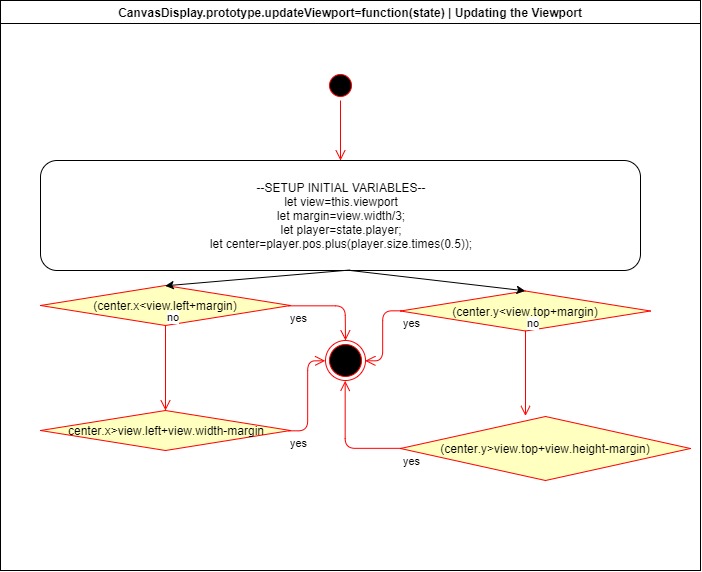 CanvasDisplay.prototype.updateViewport=function(state) | Updating the Viewport
--SETUP INITIAL VARIABLES--
let view=this.viewport
let margin=view.width/3;
let player=state.player;
let center=player.pos.plus(player.size.times(0.5));
(center.x<view.left+margin)
no
yes
(center.y<view.top+margin)
no
yes
center.x>view.left+view.width-margin
yes
(center.y>view.top+view.height-margin)
yes